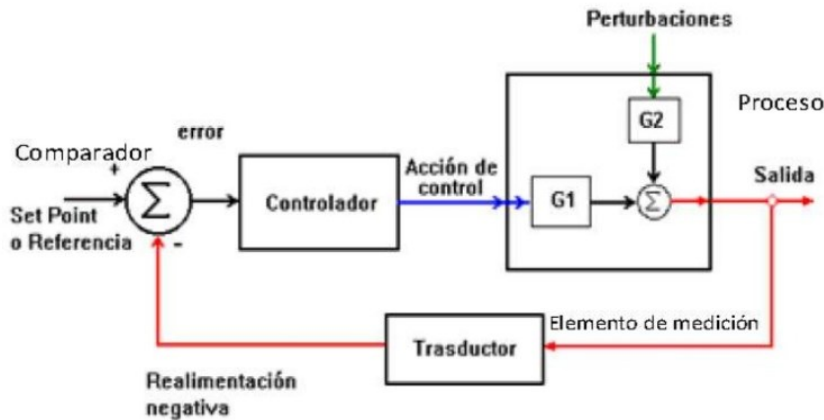 Perturbaciones
Proceso
G2
error
Comparador
+
Σ
Controlador
Acción de
control
G1
Σ
Salida
Set Point
o Referencia
-
Elemento de medición
Trasductor
Realimentación
negativa